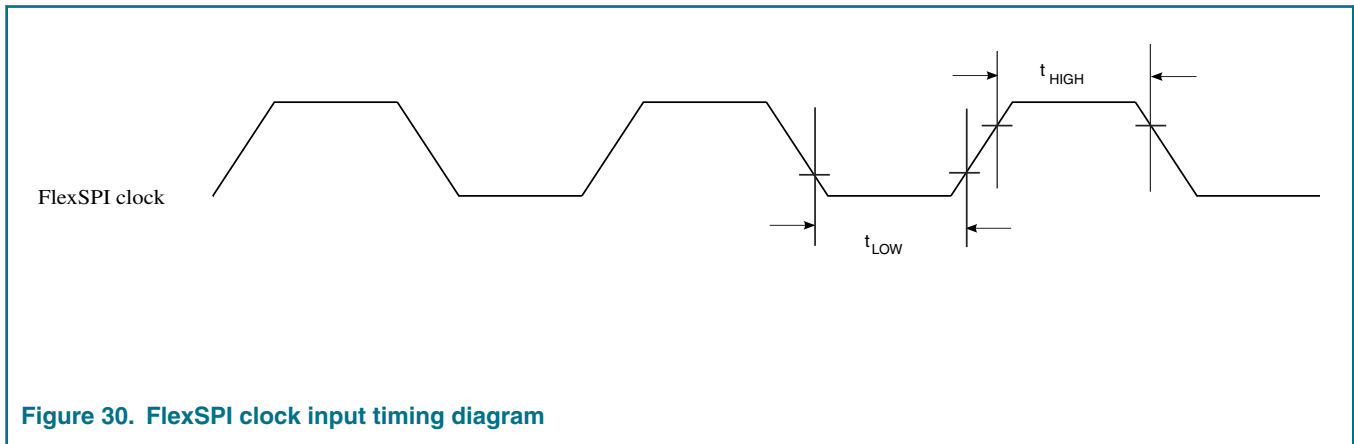 t HIGH
FlexSPI clock
t LOW
Figure 30. FlexSPI clock input timing diagram